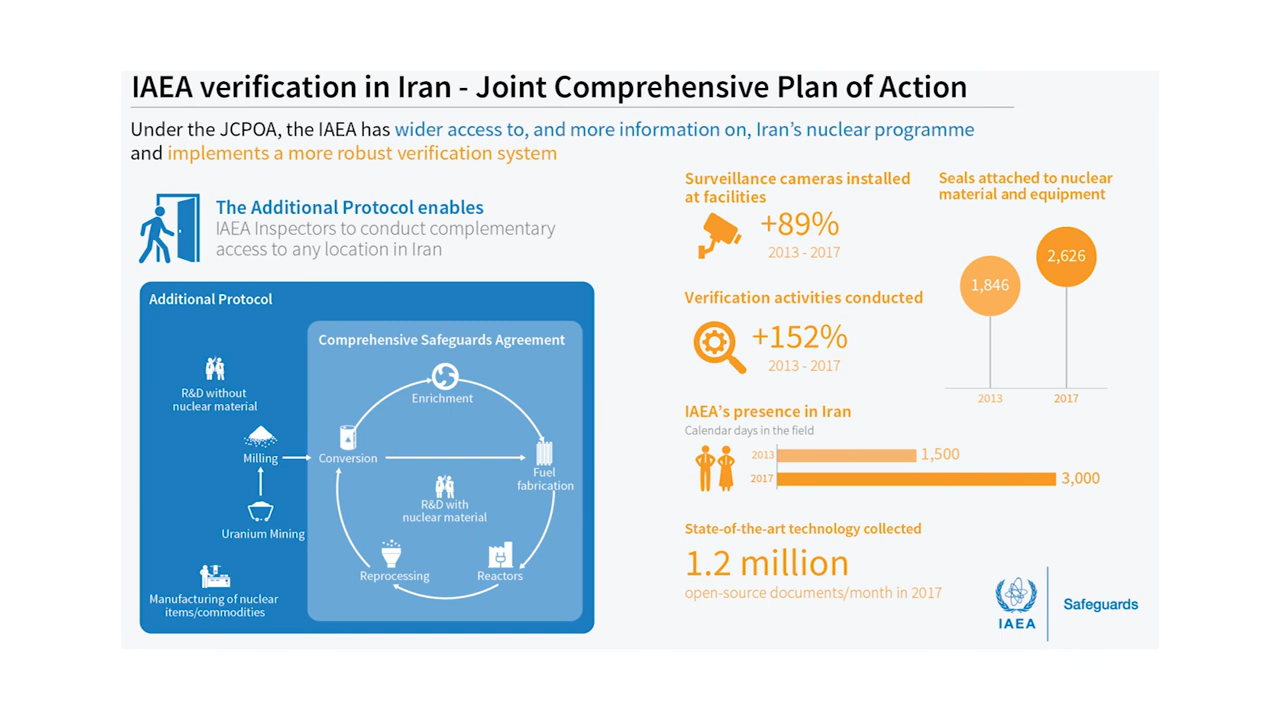 IAEA verification in Iran - Joint Comprehensive Plan of Action
Under the JCPOA, the IAEA has wider access to, and more information on, Iran's nuclear programme
and implements a more robust verification system
The Additional Protocol enables
IAEA Inspectors to conduct complementary
access to any location in Iran
Additional Protocol
Comprehensive Safeguards Agreement
R&D without
nuclear material
Milling
Uranium Mining
Manufacturing of nuclear
items/commodities
Enrichment
Conversion
Fuel
fabrication
R&D with
nuclear material
Reprocessing
Reactors
Surveillance cameras installed
at facilities
+89%
2013 - 2017
Seals attached to nuclear
material and equipment
1,846
2,626
2013
2017
Verification activities conducted
+152%
2013 - 2017
IAEA's presence in Iran
Calendar days in the field
2013
1,500
2017
3,000
State-of-the-art technology collected
1.2 million
open-source documents/month in 2017
IAEA
Safeguards